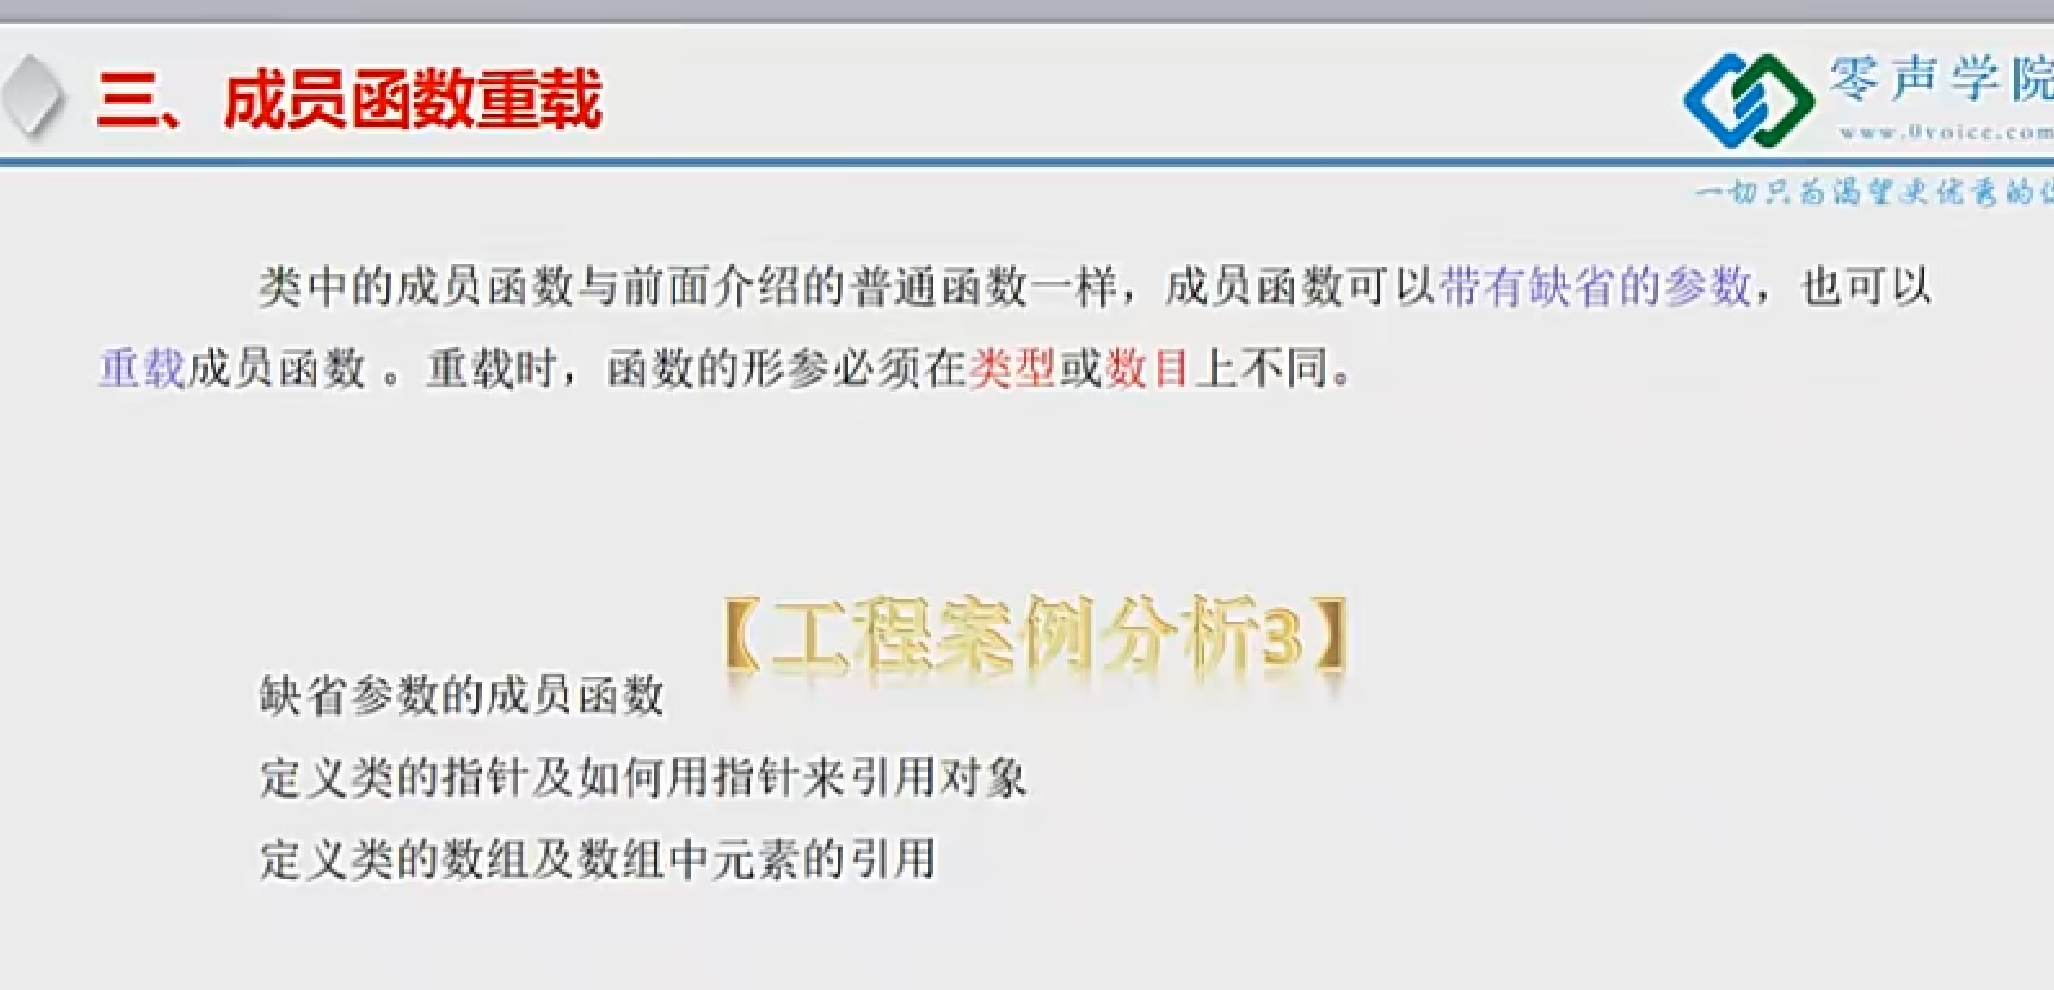 三、成员函数重载
零声学院
www.0voice.com
一切只为渴望更优秀的
类中的成员函数与前面介绍的普通函数一样，成员函数可以带有缺省的参数，也可以
重载成员函数。重载时，函数的形参必须在类型或数目上不同。
【工程案例分析3】
缺省参数的成员函数
定义类的指针及如何用指针来引用对象
定义类的数组及数组中元素的引用